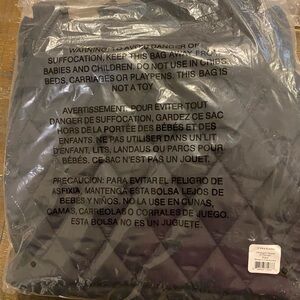 WARNING: TO AVOID DANGER OF
SUFFOCATION, KEEP THIS BAG AWAY FROM
BABIES AND CHILDREN. DO NOT USE IN CRIBS,
BEDS, CARRIAGES OR PLAYPENS. THIS BAG IS
NOT A TOY
AVERTISSEMENT: POUR ÉVITER TOUT
DANGER DE SUFFOCATION, GARDEZ CE SAC
HORS DE LA PORTÉE DES BÉBÉS ET DES
ENFANTS. NE PAS UTILISER DANS UN LIT
D'ENFANT, LITS, LANDAUS OU PARCS POUR
BÉBÉ. CE SAC N'EST PAS UN JOUET.
PRECAUCIÓN: PARA EVITAR EL PELIGRO DE
ASFIXIA, MANTENGA ESTA BOLSA LEJOS DE
BEBÉS Y NIÑOS. NO LA USE EN CUNAS,
CAMAS, CARREOLAS O CORRALES DE JUEGO.
ESTA BOLSA NO ES UN JUGUETE.